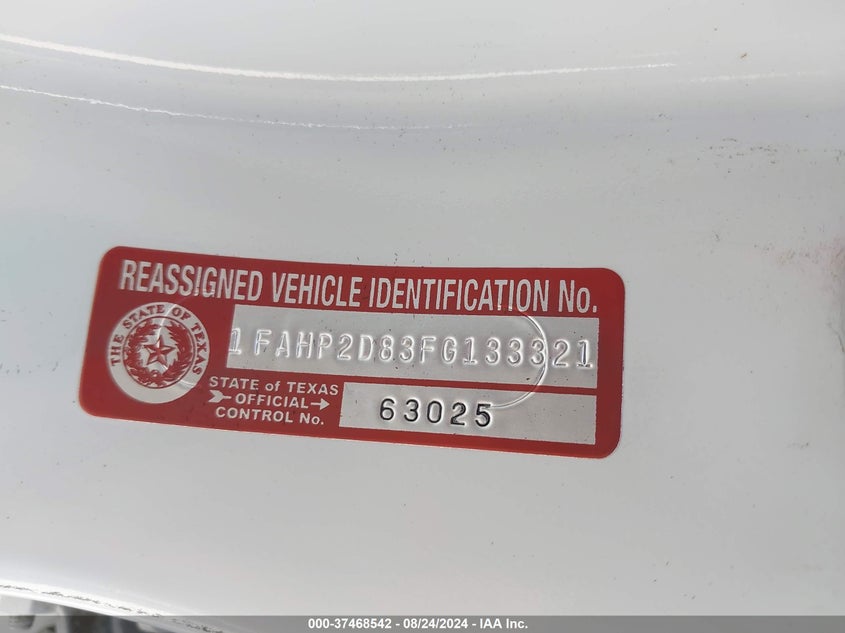 REASSIGNED VEHICLE IDENTIFICATION No.
THE STATE OF TEXAS
1FAHP2D83FG133321
STATE of TEXAS
OFFICIAL
CONTROL No.
63025
000-37468542 - 08/24/2024 - IAA Inc.